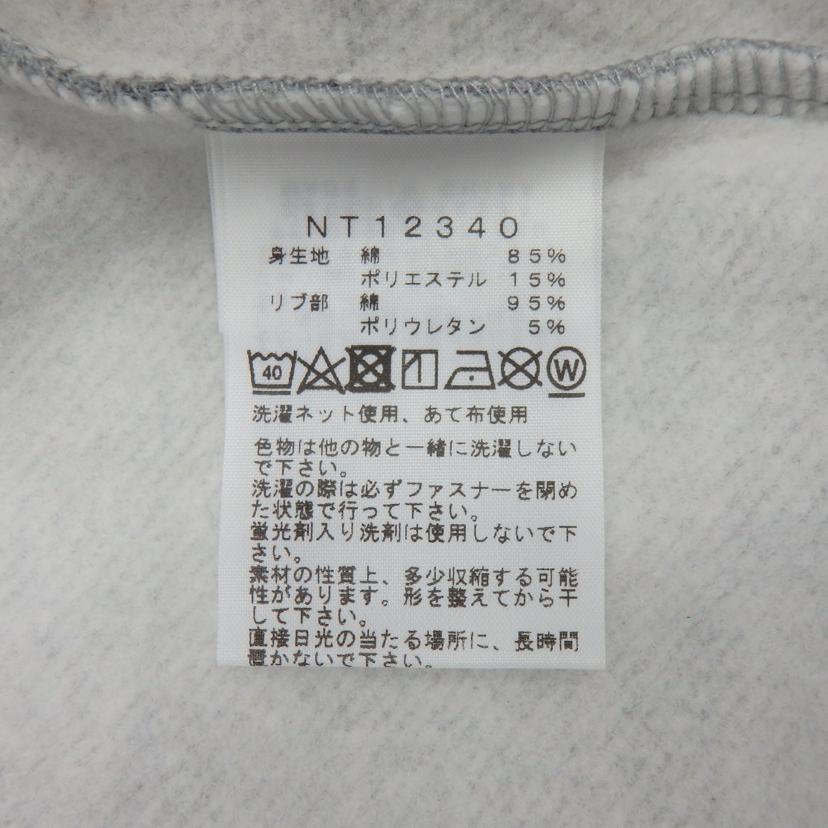 NT12340
身生地 綿 85%
ポリエステル 15%
リブ部 綿 95%
ポリウレタン 5%
40 W
洗濯ネット使用、あて布使用
色物は他の物と一緒に洗濯しない
で下さい。
洗濯の際は必ずファスナーを閉め
た状態で行って下さい。
蛍光剤入り洗剤は使用しないで下
さい。
素材の性質上、多少収縮する可能
性があります。形を整えてから干
して下さい。
直接日光の当たる場所に、長時間
置かないで下さい。